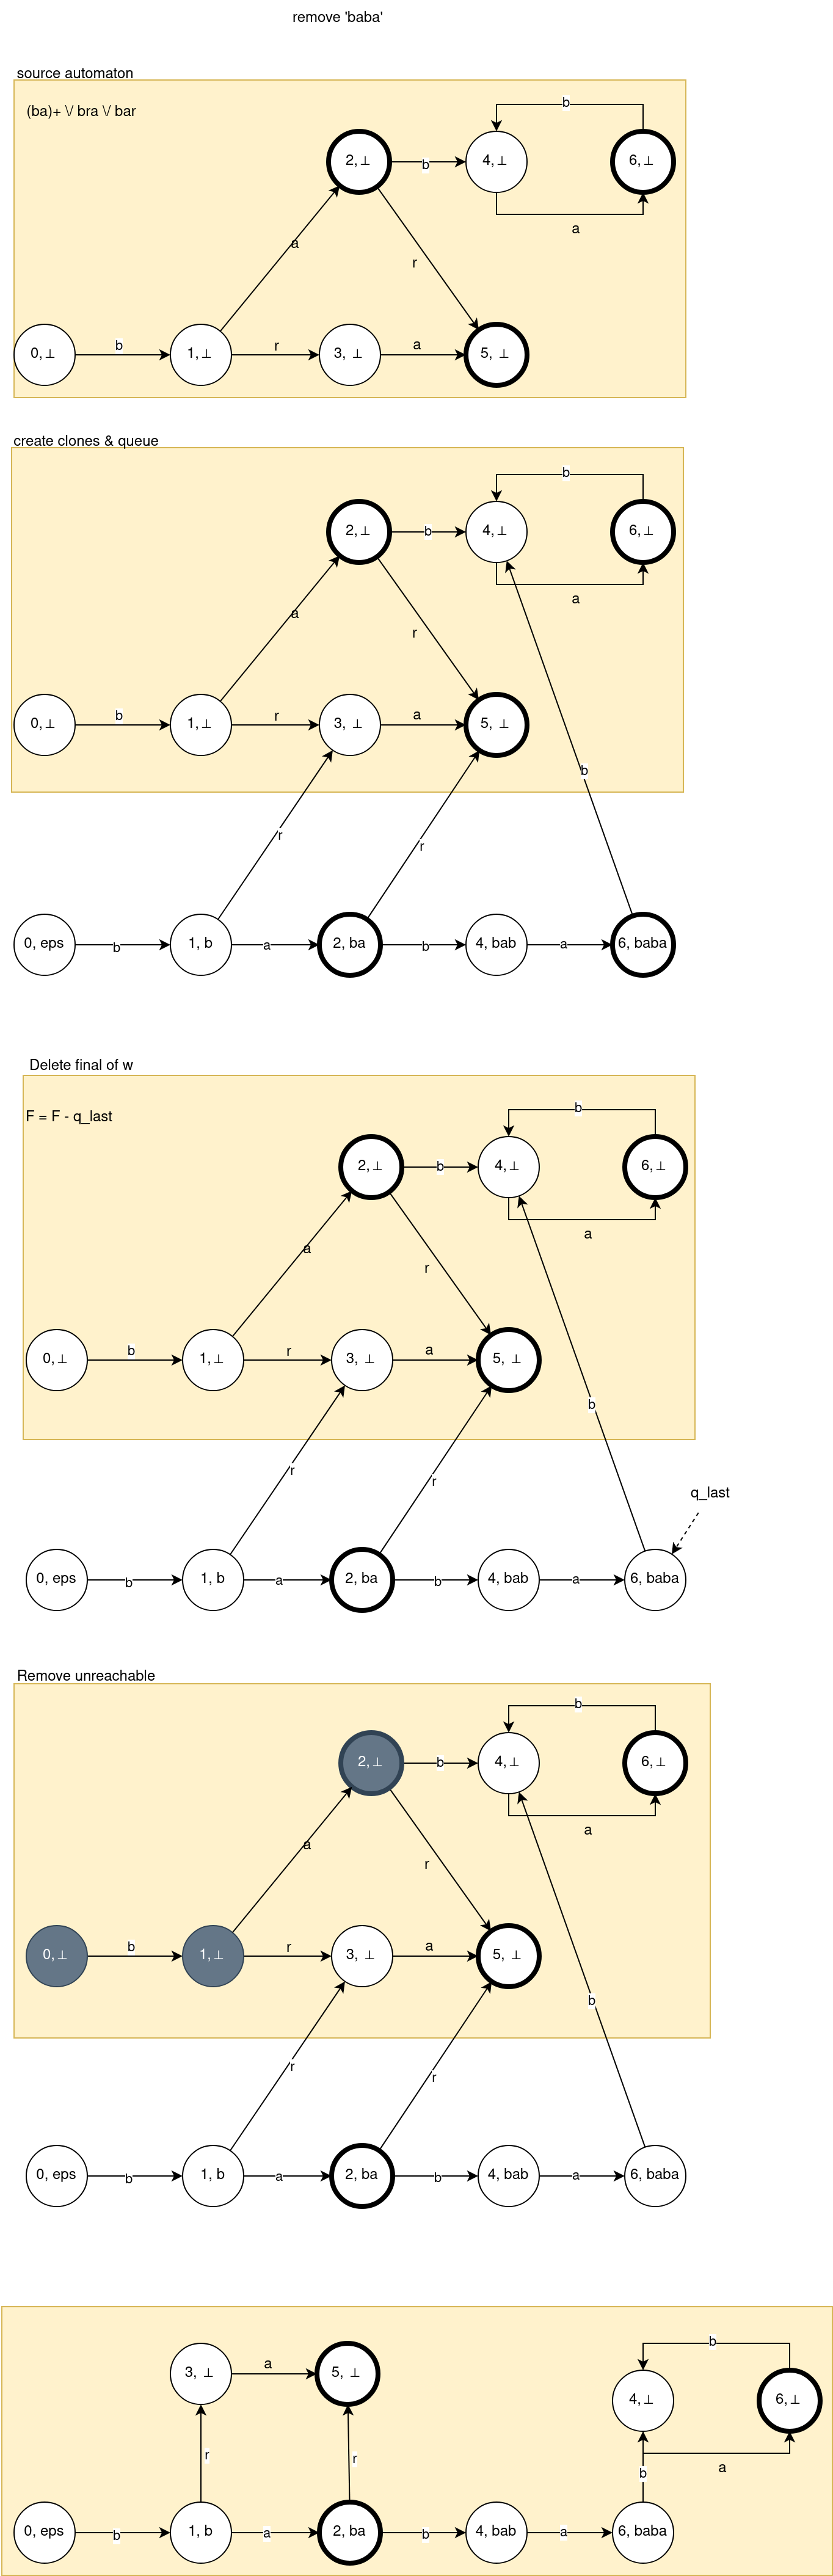 remove 'baba'
source automaton
(ba)+ \/ bra \/ bar
b
2,⊥
b
4,⊥
6,⊥
a
a
r
0,⊥
b
1,⊥
r
3, ⊥
a
5, ⊥
create clones & queue
b
2,⊥
b
4,⊥
6,⊥
a
a
r
0,⊥
b
1,⊥
r
3, ⊥
a
5, ⊥
b
r
r
0, eps
b
1, b
a
2, ba
b
4, bab
a
6, baba
Delete final of w
F = F - q_last
b
2,⊥
b
4,⊥
6,⊥
a
a
r
0,⊥
b
1,⊥
r
3, ⊥
a
5, ⊥
b
r
r
q_last
0, eps
b
1, b
a
2, ba
b
4, bab
a
6, baba
Remove unreachable
b
2,⊥
b
4,⊥
6,⊥
a
a
r
0,⊥
b
1,⊥
r
3, ⊥
a
5, ⊥
b
r
r
0, eps
b
1, b
a
2, ba
b
4, bab
a
6, baba
b
3, ⊥
a
5, ⊥
4,⊥
6,⊥
r
r
b
a
0, eps
b
1, b
a
2, ba
b
4, bab
a
6, baba